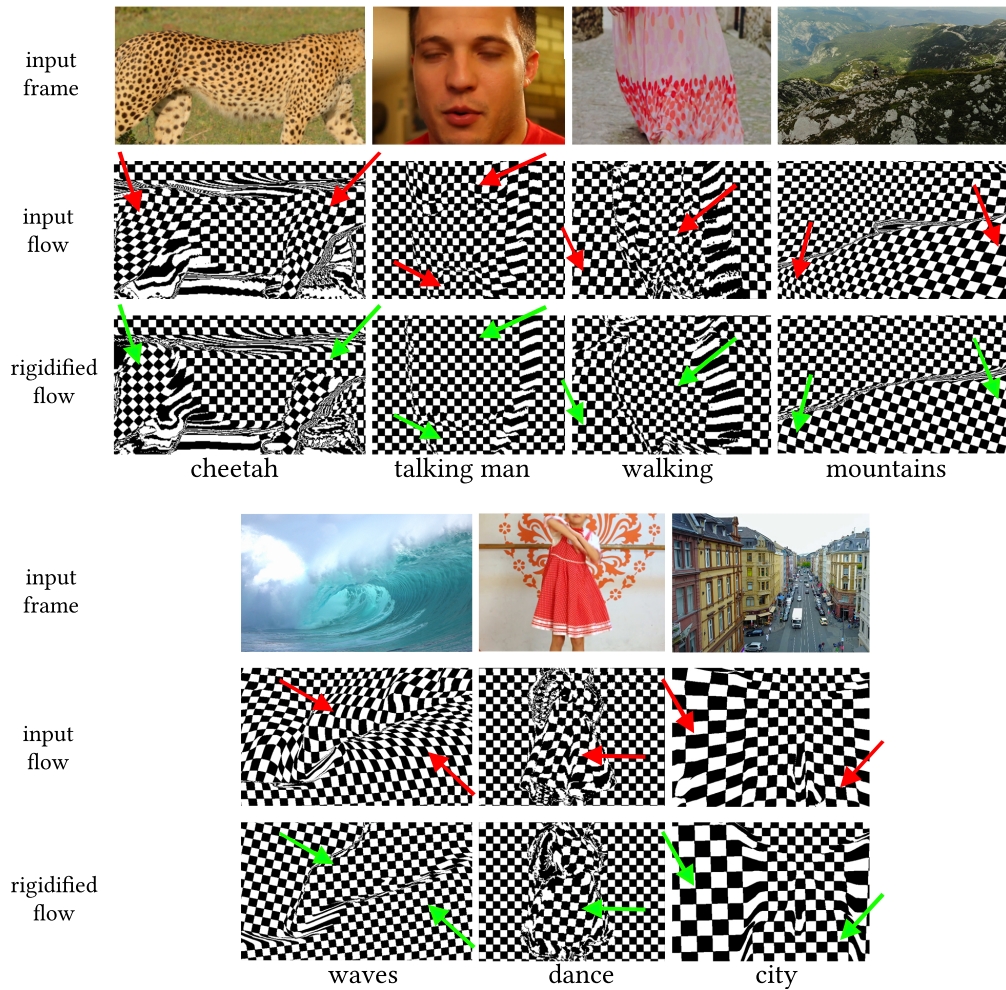 input
frame
input
flow
rigidified
flow
cheetah
talking man
walking
mountains
input
frame
input
flow
rigidified
flow
waves
dance
city